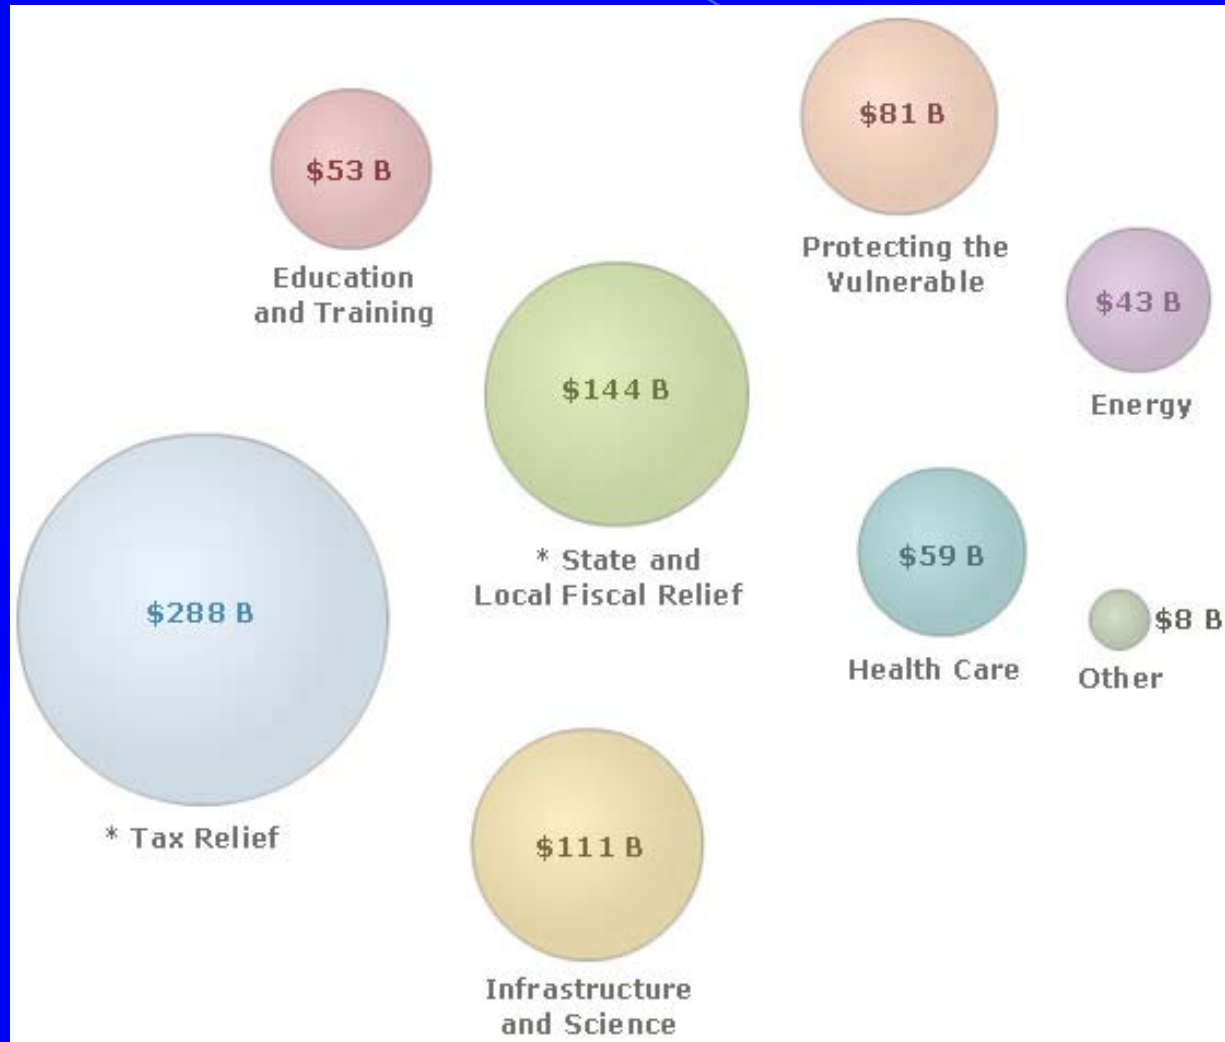 $53 B
Education
and Training
$81 B
Protecting the
Vulnerable
$43 B
Energy
$144 B
* State and
Local Fiscal Relief
$288 B
* Tax Relief
$59 B
Health Care
$8 B
Other
$111 B
Infrastructure
and Science